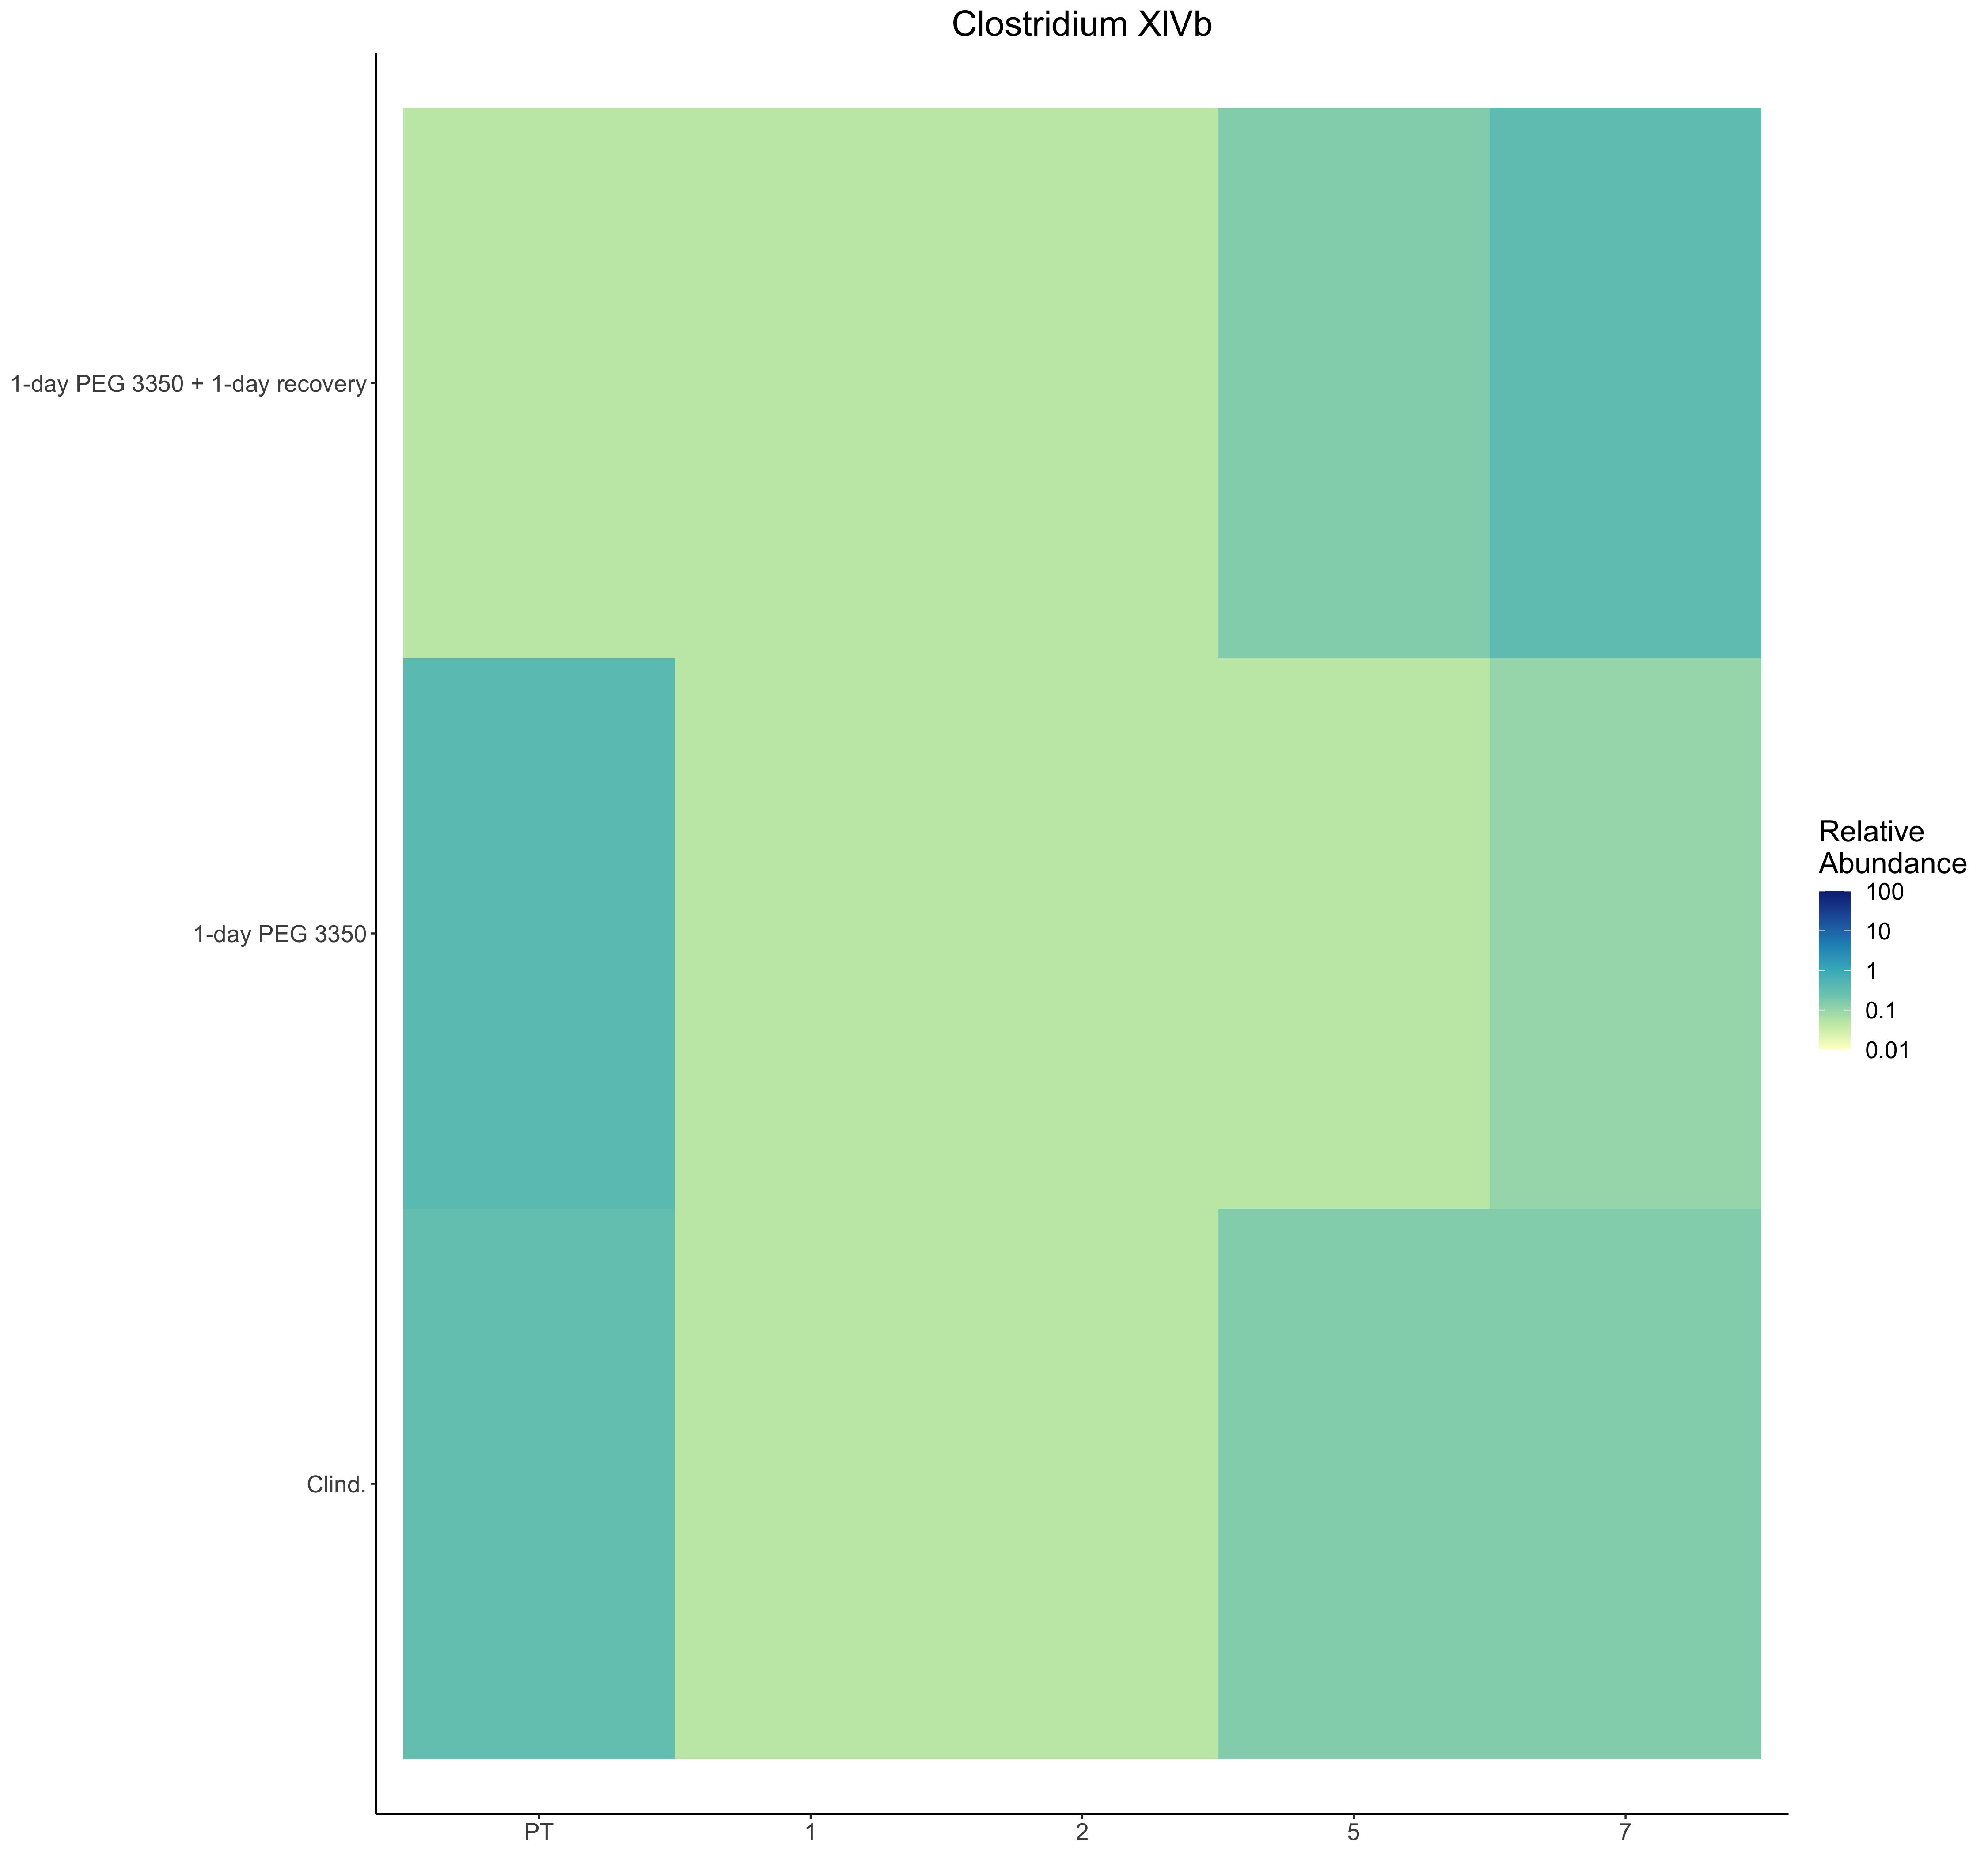 Clostridium XIVb
1-day PEG 3350 + 1-day recovery
1-day PEG 3350
Clind.
PT
1
2
5
7
Relative
Abundance
100
10
1
0.1
0.01